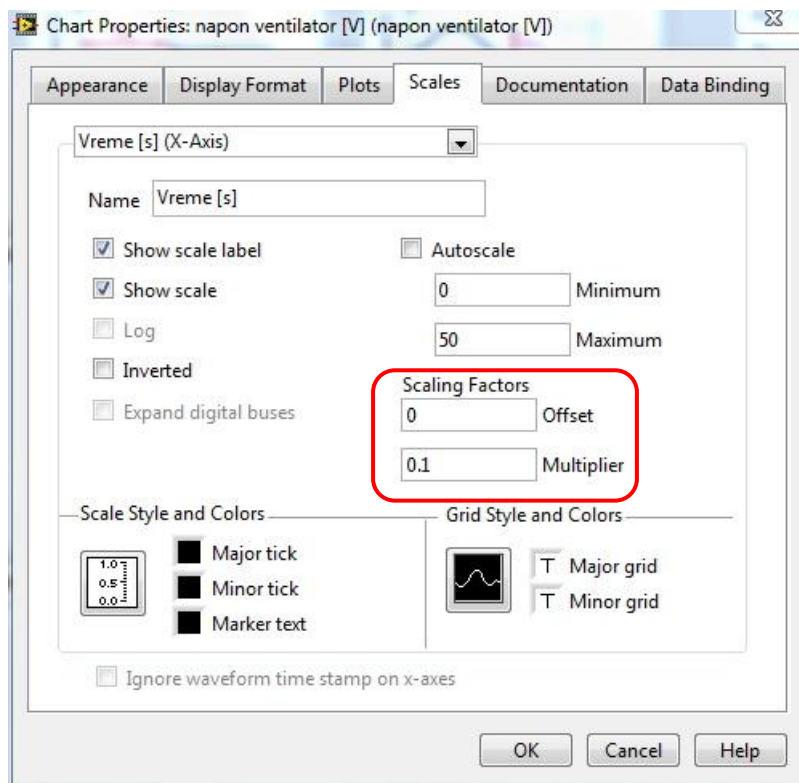 Chart Properties: napon ventilator [V] (napon ventilator [V])
Appearance Display Format Plots Scales Documentation Data Binding
Vreme [s] (X-Axis)
Name Vreme [s]
Show scale label
Autoscale
Show scale
0 Minimum
Log
50 Maximum
Inverted
Scaling Factors
Expand digital buses
0 Offset
0.1 Multiplier
Scale Style and Colors
Grid Style and Colors
1.0
0.5
0.0
Major tick
Minor tick
Marker text
T Major grid
T Minor grid
Ignore waveform time stamp on x-axes
OK Cancel Help